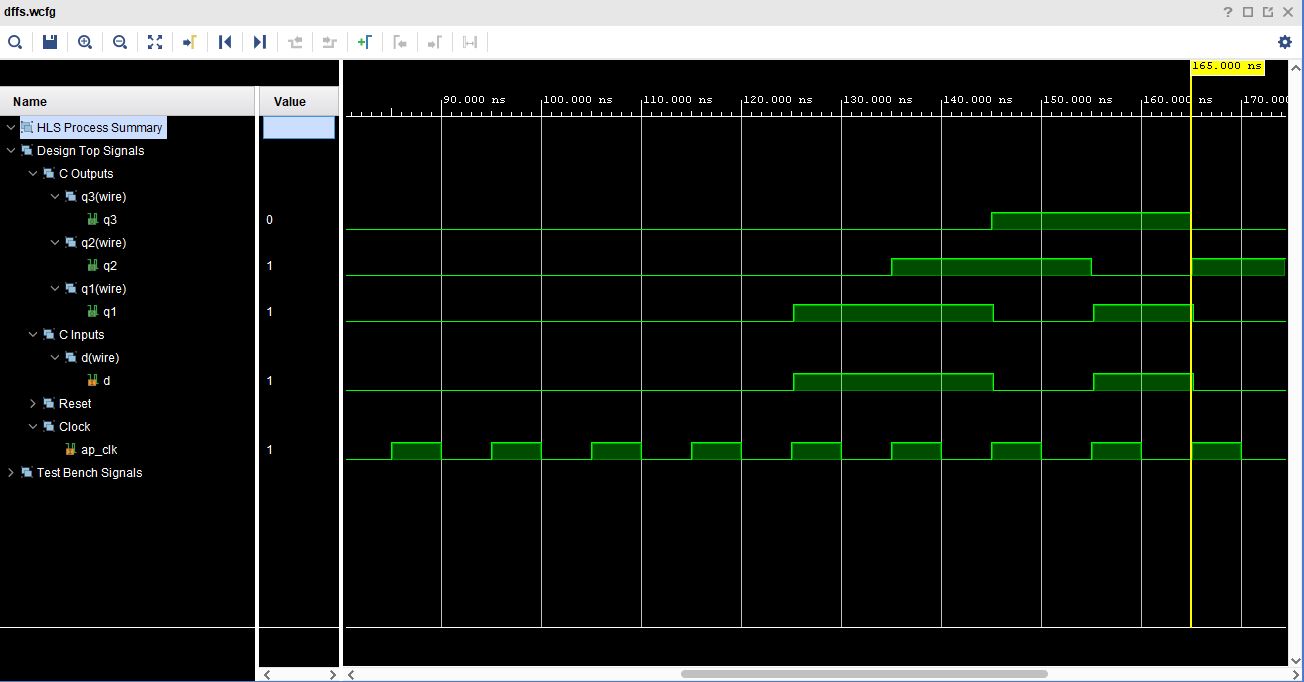 dffs.wcfg
165.000 ns
Name Value
90.000 ns 100.000 ns 110.000 ns 120.000 ns 130.000 ns 140.000 ns 150.000 ns 160.000 ns 170.000
HLS Process Summary
Design Top Signals
C Outputs
q3(wire)
q3 0
q2(wire)
q2 1
q1(wire)
q1 1
C Inputs
d(wire)
d 1
Reset
Clock
ap_clk 1
Test Bench Signals